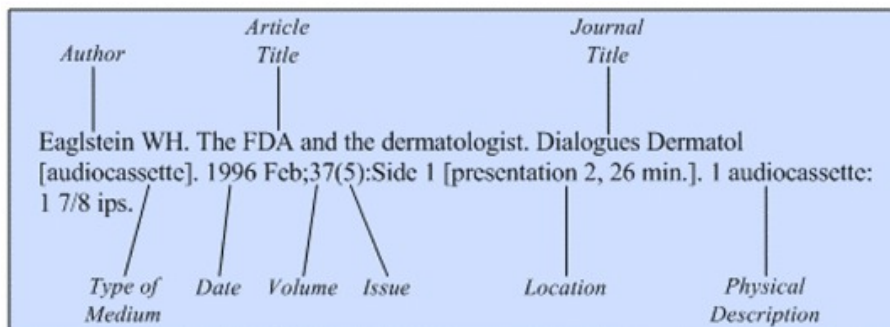 Article
Journal
Author
Title
Title
Eaglstein WH. The FDA and the dermatologist. Dialogues Dermatol
[audiocassette]. 1996 Feb;37(5):Side 1 [presentation 2, 26 min.]. 1 audiocassette:
1 7/8 ips.
Type of
Date
Volume
Issue
Location
Physical
Medium
Description